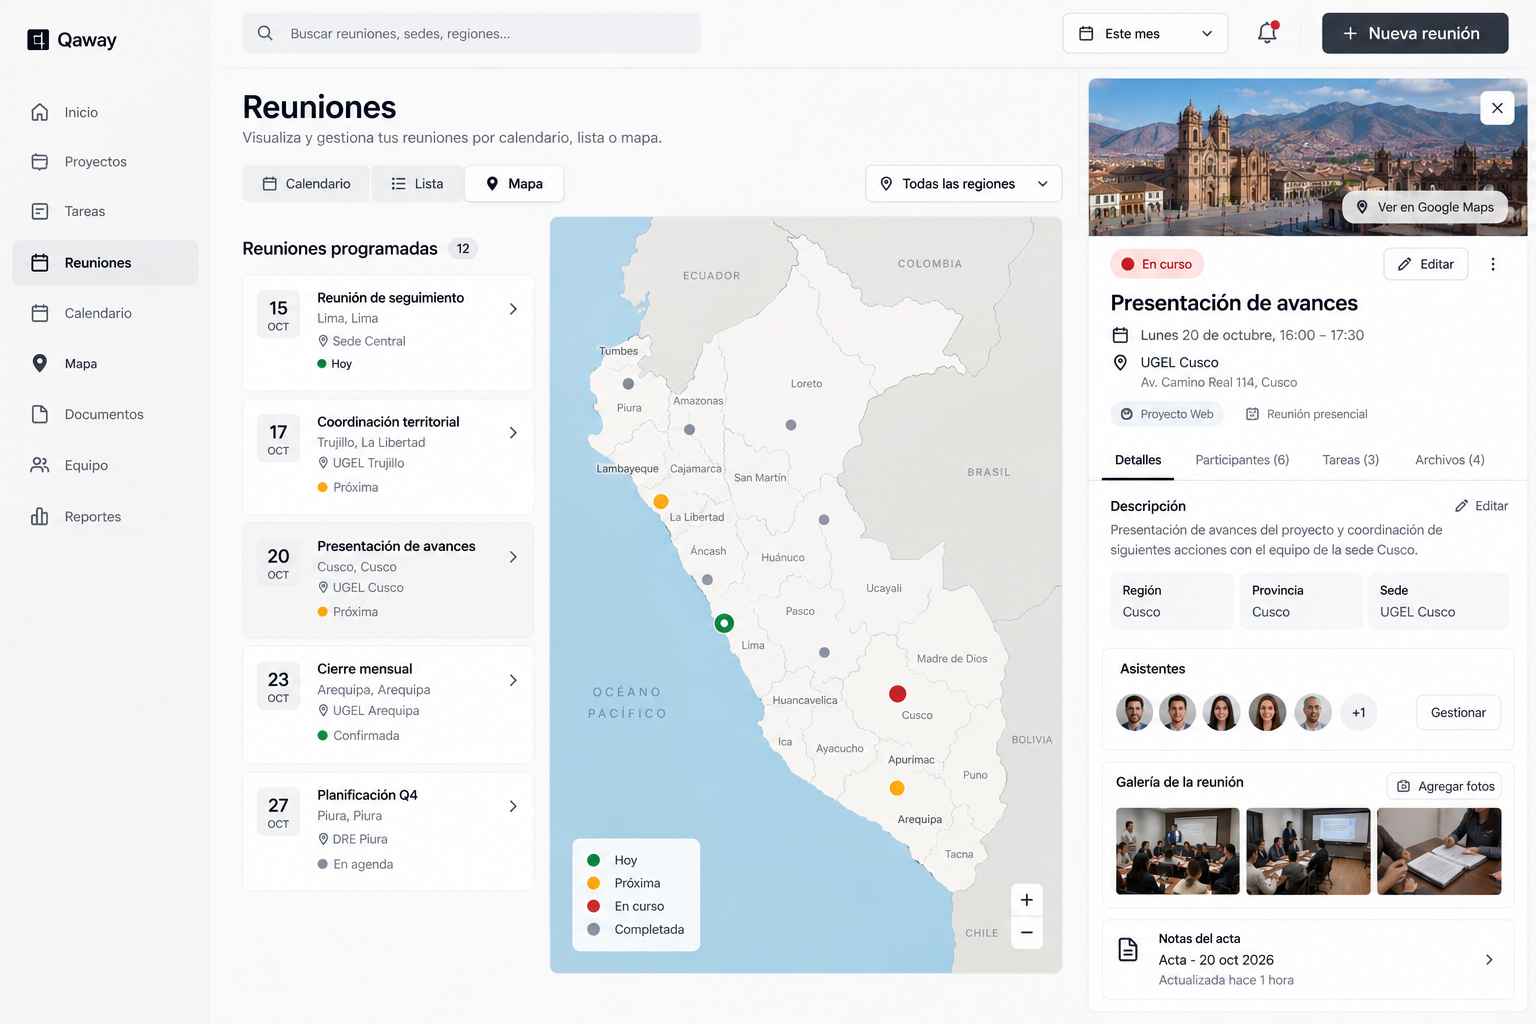 Qaway
Buscar reuniones, sedes, regiones...
Este mes
+ Nueva reunión
Inicio
Proyectos
Tareas
Reuniones
Calendario
Mapa
Documentos
Equipo
Reportes
Reuniones
Visualiza y gestiona tus reuniones por calendario, lista o mapa.
Calendario
Lista
Mapa
Todas las regiones
Reuniones programadas 12
15 OCT
Reunión de seguimiento
Lima, Lima
Sede Central
Hoy
17 OCT
Coordinación territorial
Trujillo, La Libertad
UGEL Trujillo
Próxima
20 OCT
Presentación de avances
Cusco, Cusco
UGEL Cusco
Próxima
23 OCT
Cierre mensual
Arequipa, Arequipa
UGEL Arequipa
Confirmada
27 OCT
Planificación Q4
Piura, Piura
DRE Piura
En agenda
ECUADOR
COLOMBIA
Tumbes
Loreto
Piura
Amazonas
Lambayeque
Cajamarca
San Martín
BRASIL
La Libertad
Áncash
Huánuco
Ucayali
Pasco
Lima
Madre de Dios
OCÉANO
PACÍFICO
Huancavelica
Cusco
Ica
Ayacucho
BOLIVIA
Apurímac
Puno
Arequipa
Tacna
CHILE
Hoy
Próxima
En curso
Completada
+
−
Ver en Google Maps
En curso
Editar
Presentación de avances
Lunes 20 de octubre, 16:00 – 17:30
UGEL Cusco
Av. Camino Real 114, Cusco
Proyecto Web
Reunión presencial
Detalles
Participantes (6)
Tareas (3)
Archivos (4)
Descripción
Editar
Presentación de avances del proyecto y coordinación de
siguientes acciones con el equipo de la sede Cusco.
Región
Cusco
Provincia
Cusco
Sede
UGEL Cusco
Asistentes
+1
Gestionar
Galería de la reunión
Agregar fotos
Notas del acta
Acta - 20 oct 2026
Actualizada hace 1 hora